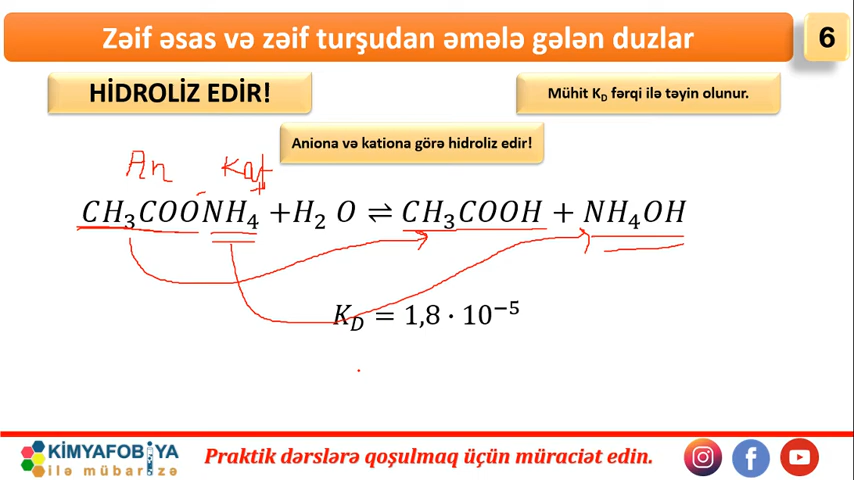 Zəif əsas və zəif turşudan əmələ gələn duzlar
6
HİDROLİZ EDİR!
Mühit K_D fərqi ilə təyin olunur.
Aniona və kationa görə hidroliz edir!
An Kat
CH₃COONH₄ +H₂ O ⇌ CH₃COOH + NH₄OH
K_D = 1,8 · 10⁻⁵
KİMYAFOBİYA
ilə mübarizə
Praktik dərslərə qoşulmaq üçün müraciət edin.